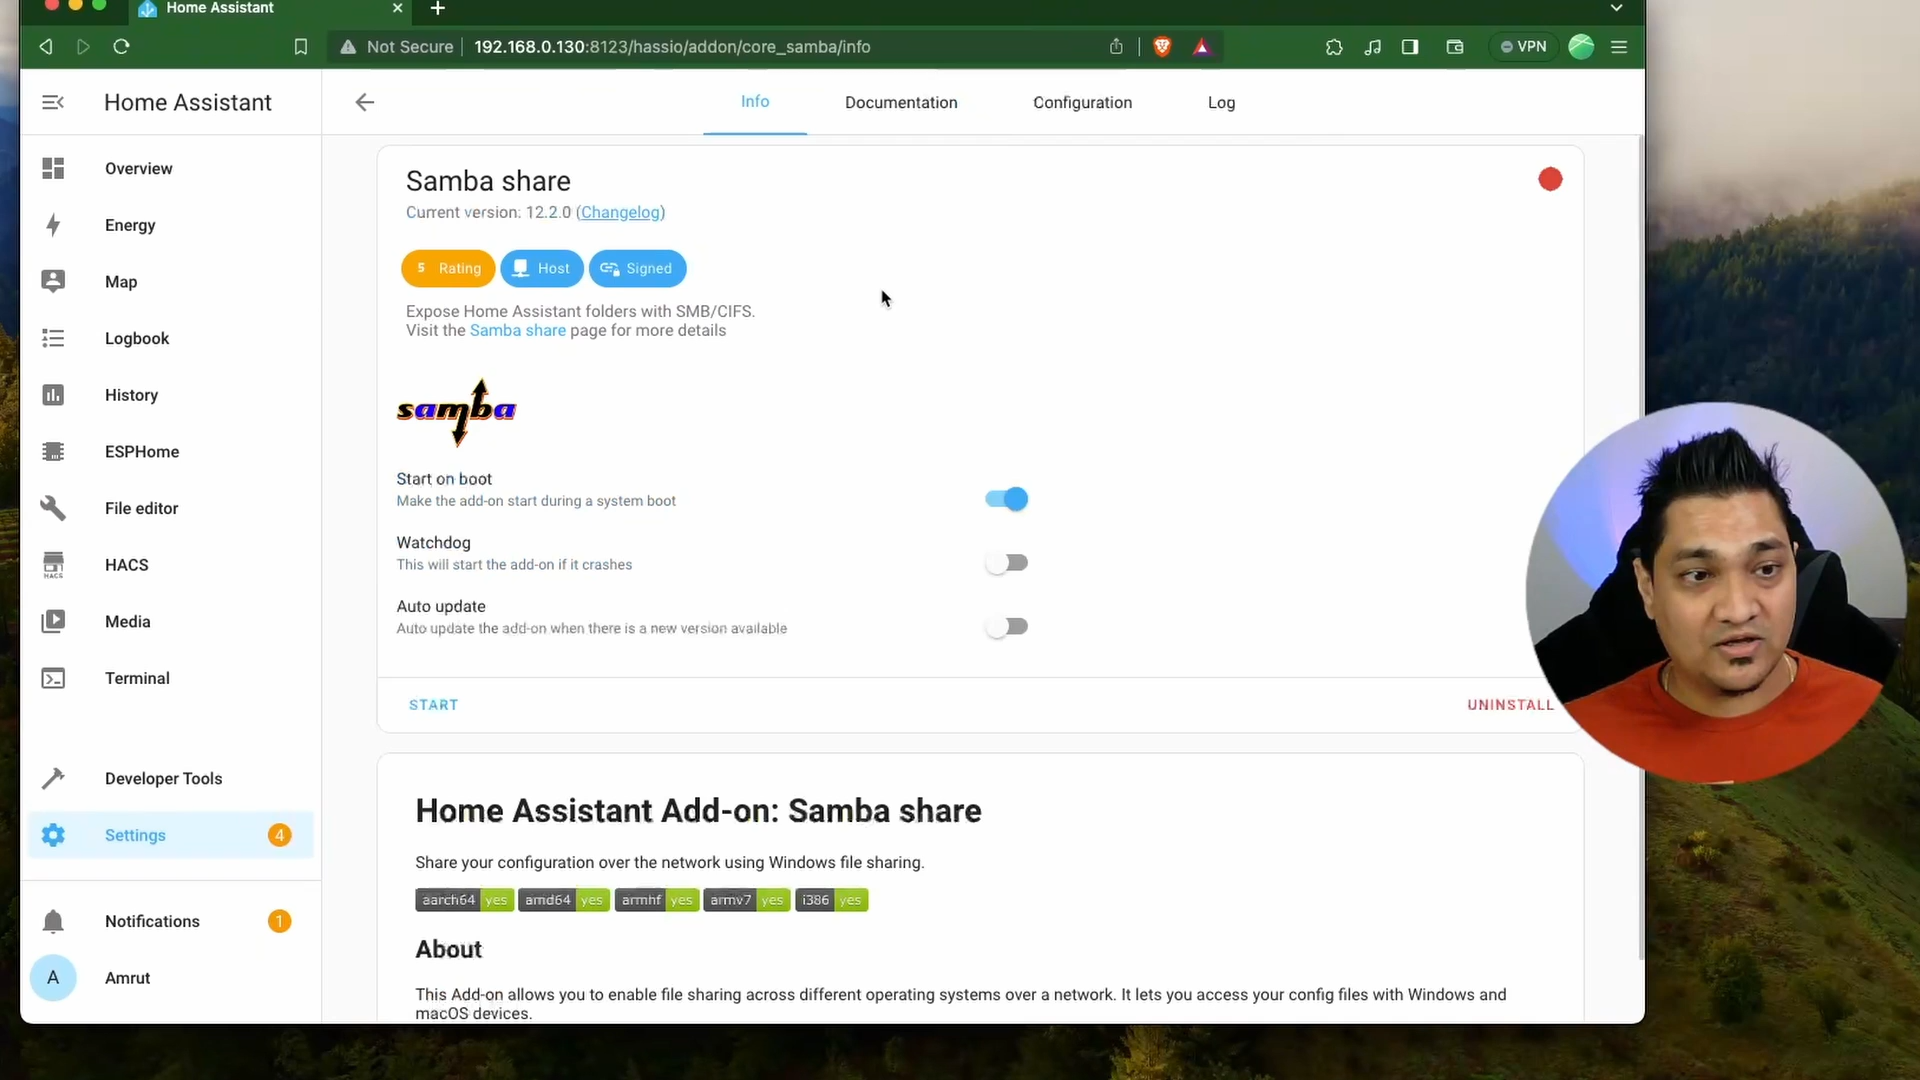 Home Assistant
Not Secure 192.168.0.130:8123/hassio/addon/core_samba/info
VPN
Home Assistant
Info Documentation Configuration Log
Overview
Energy
Map
Logbook
History
ESPHome
File editor
HACS
HACS
Media
Terminal
Developer Tools
Settings 4
Notifications 1
A Amrut
Samba share
Current version: 12.2.0 (Changelog)
5 Rating Host Signed
Expose Home Assistant folders with SMB/CIFS.
Visit the Samba share page for more details
samba
Start on boot
Make the add-on start during a system boot
Watchdog
This will start the add-on if it crashes
Auto update
Auto update the add-on when there is a new version available
START UNINSTALL
Home Assistant Add-on: Samba share
Share your configuration over the network using Windows file sharing.
aarch64 yes amd64 yes armhf yes armv7 yes i386 yes
About
This Add-on allows you to enable file sharing across different operating systems over a network. It lets you access your config files with Windows and
macOS devices.